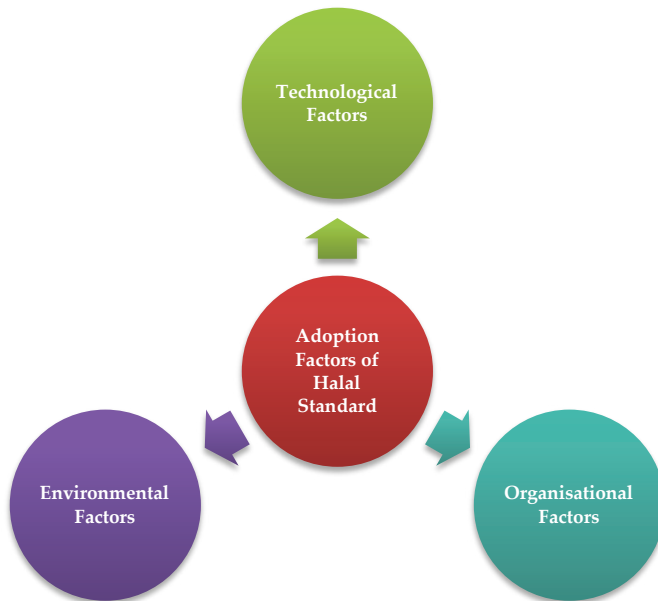 Technological
Factors
Adoption
Factors of
Halal
Standard
Environmental
Factors
Organisational
Factors